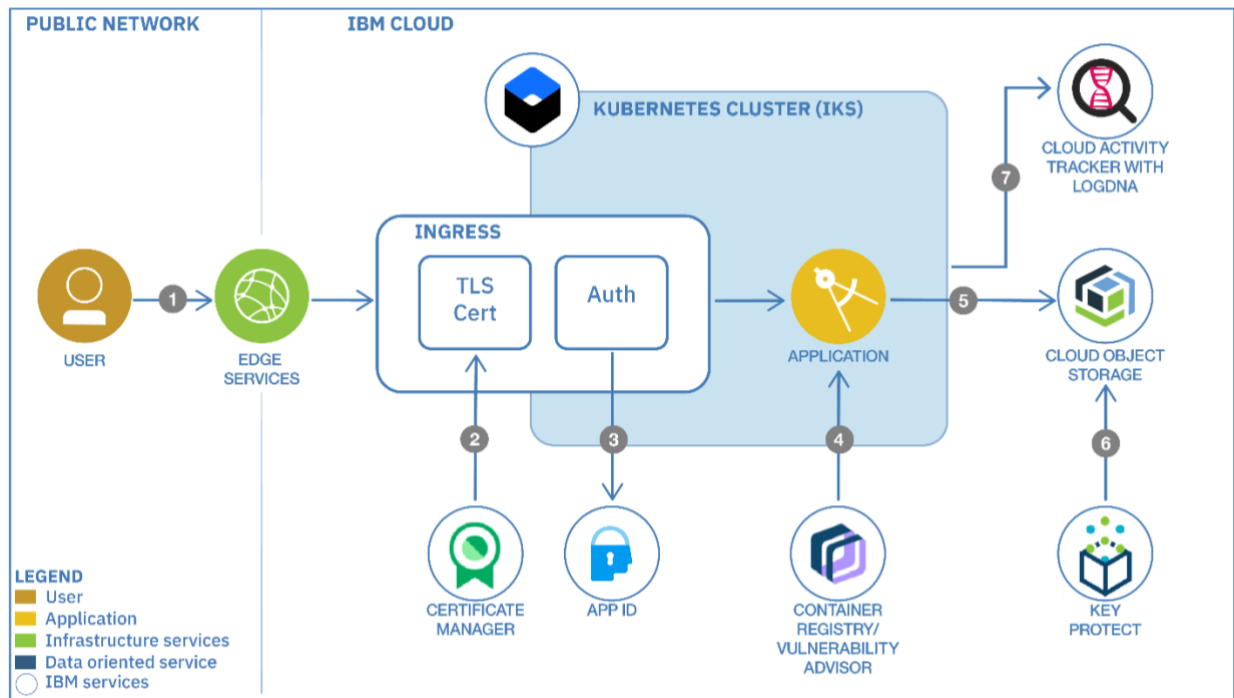 PUBLIC NETWORK
IBM CLOUD
KUBERNETES CLUSTER (IKS)
CLOUD ACTIVITY
TRACKER WITH
LOGDNA
7
INGRESS
TLS
Cert
Auth
1
5
USER
EDGE
SERVICES
APPLICATION
CLOUD OBJECT
STORAGE
2
3
4
6
CERTIFICATE
MANAGER
APP ID
CONTAINER
REGISTRY/
VULNERABILITY
ADVISOR
KEY
PROTECT
LEGEND
User
Application
Infrastructure services
Data oriented service
IBM services